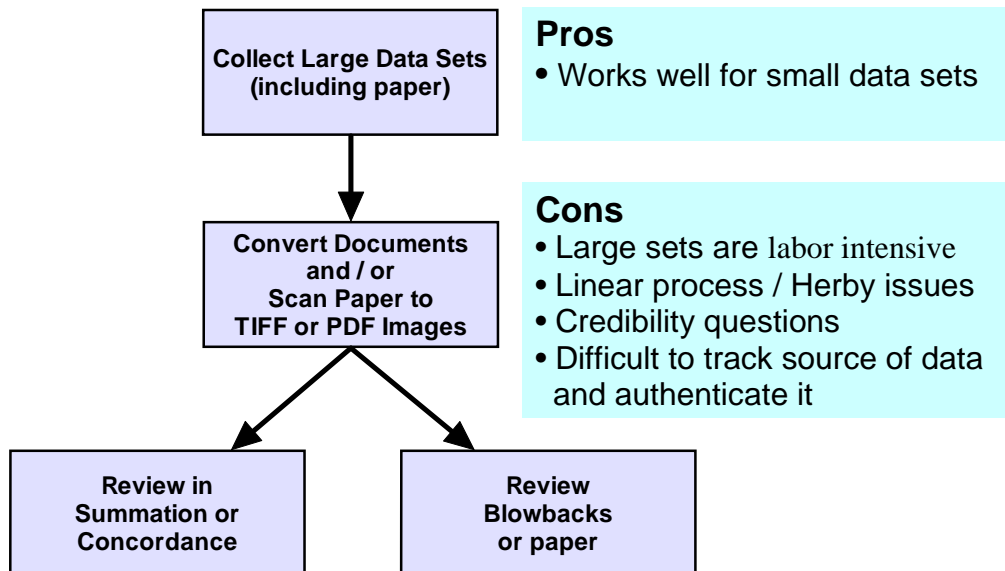 Collect Large Data Sets
(including paper)
Pros
• Works well for small data sets
Convert Documents
and / or
Scan Paper to
TIFF or PDF Images
Cons
• Large sets are labor intensive
• Linear process / Herby issues
• Credibility questions
• Difficult to track source of data
and authenticate it
Review in
Summation or
Concordance
Review
Blowbacks
or paper